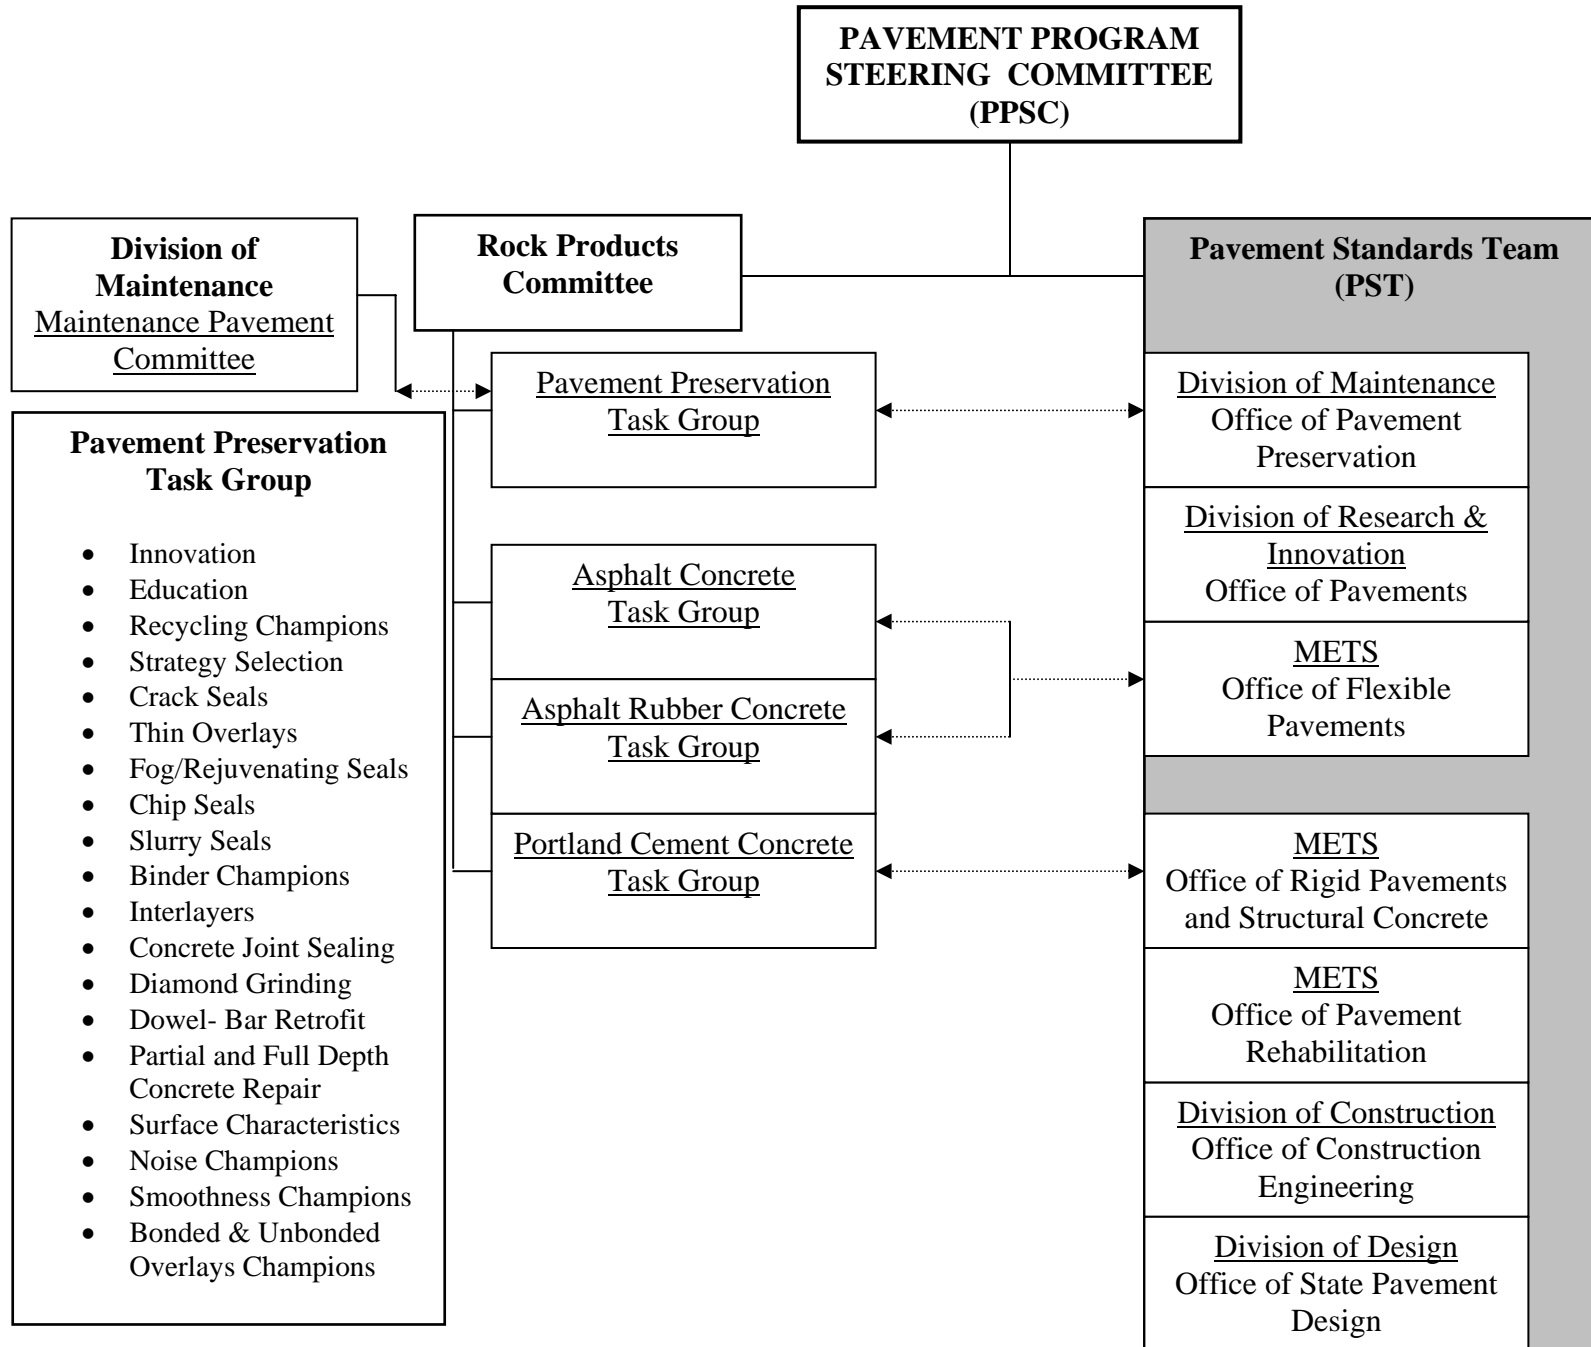 PAVEMENT PROGRAM
STEERING COMMITTEE
(PPSC)
Division of
Maintenance
Maintenance Pavement
Committee
Rock Products
Committee
Pavement Standards Team
(PST)
Pavement Preservation
Task Group
Asphalt Concrete
Task Group
Asphalt Rubber Concrete
Task Group
Portland Cement Concrete
Task Group
Division of Maintenance
Office of Pavement
Preservation
Division of Research &
Innovation
Office of Pavements
METS
Office of Flexible
Pavements
METS
Office of Rigid Pavements
and Structural Concrete
METS
Office of Pavement
Rehabilitation
Division of Construction
Office of Construction
Engineering
Division of Design
Office of State Pavement
Design
Pavement Preservation
Task Group
• Innovation
• Education
• Recycling Champions
• Strategy Selection
• Crack Seals
• Thin Overlays
• Fog/Rejuvenating Seals
• Chip Seals
• Slurry Seals
• Binder Champions
• Interlayers
• Concrete Joint Sealing
• Diamond Grinding
• Dowel- Bar Retrofit
• Partial and Full Depth
Concrete Repair
• Surface Characteristics
• Noise Champions
• Smoothness Champions
• Bonded & Unbonded
Overlays Champions